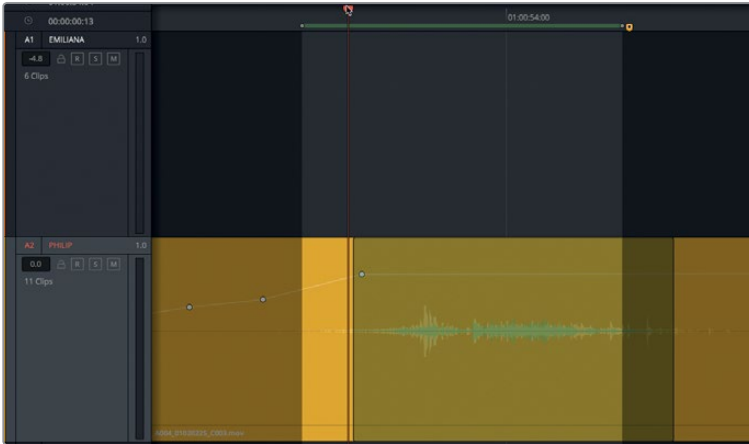 00:00:00:13
01:00:54:00
A1 EMILIANA 1.0
-4.8 R S M
6 Clips
A2 PHILIP 1.0
0.0 R S M
11 Clips